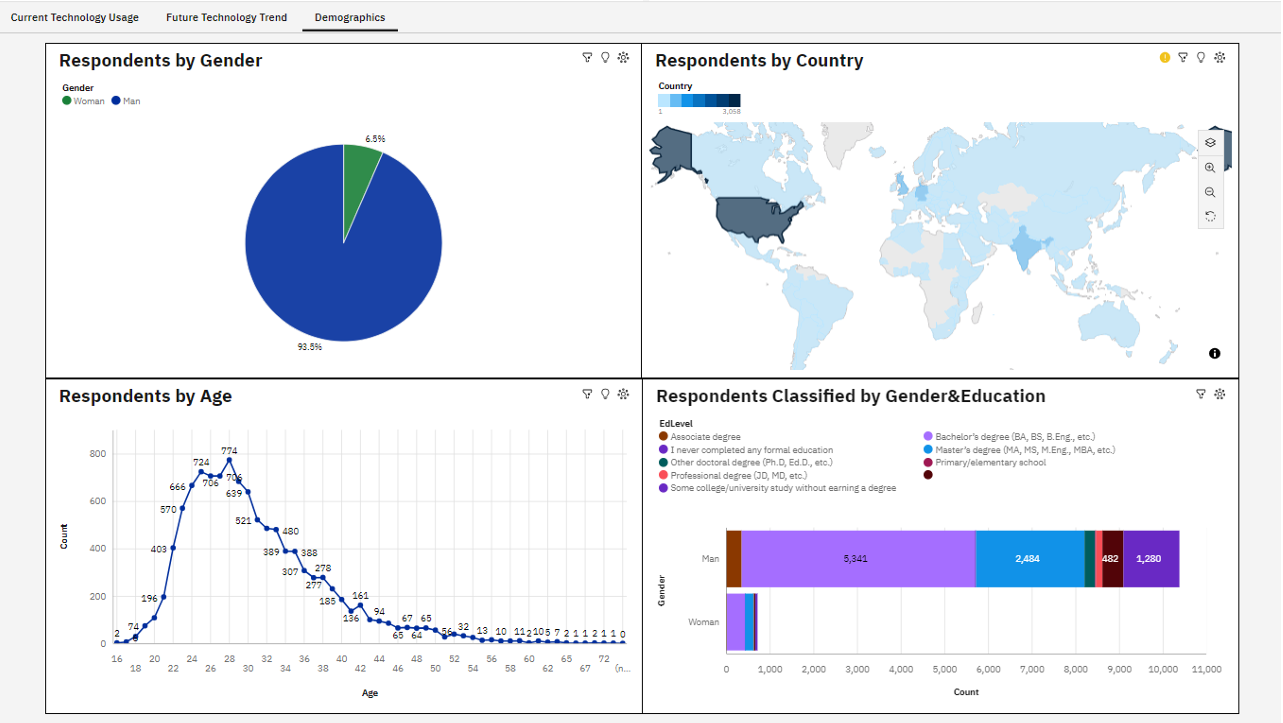 Current Technology Usage Future Technology Trend Demographics
Respondents by Gender
Gender
Woman Man
6.5%
93.5%
Respondents by Country
Country
1 3,058
Respondents by Age
Count
800
600
400
200
0
2 74 196 403 570 666 724 706 774 706 639 521 480 389 388 307 277 278 185 136 161 94 65 67 64 65 36 32 13 10 11 2 10 5 7 2 1 1 2 1 1 0
16 20 24 28 32 36 40 44 48 52 56 60 65 72
18 22 26 30 34 38 42 46 50 54 58 62 67 (n...
Age
Respondents Classified by Gender&Education
EdLevel
Associate degree
I never completed any formal education
Other doctoral degree (Ph.D, Ed.D., etc.)
Professional degree (JD, MD, etc.)
Some college/university study without earning a degree
Bachelor's degree (BA, BS, B.Eng., etc.)
Master's degree (MA, MS, M.Eng., MBA, etc.)
Primary/elementary school
Gender
Man
5,341 2,484 482 1,280
Woman
0 1,000 2,000 3,000 4,000 5,000 6,000 7,000 8,000 9,000 10,000 11,000
Count